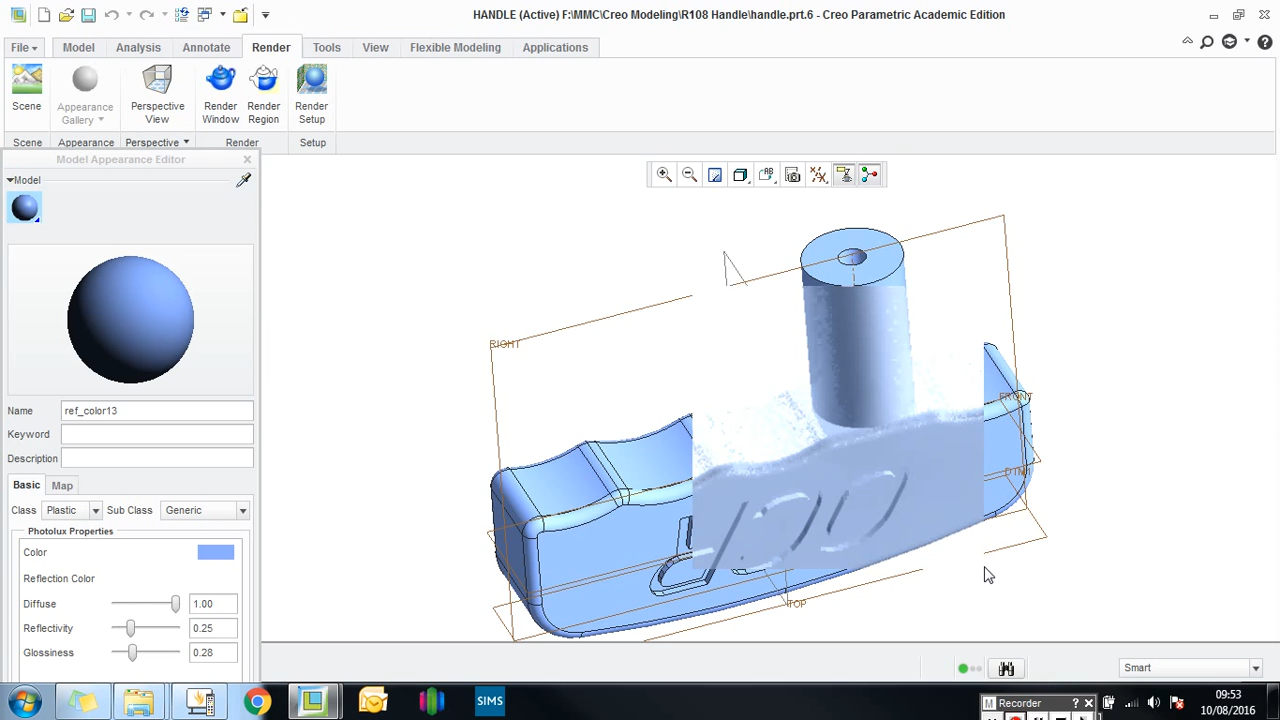 HANDLE (Active) F:\MMC\Creo Modeling\R108 Handle\handle.prt.6 - Creo Parametric Academic Edition
File Model Analysis Annotate Render Tools View Flexible Modeling Applications
Scene Appearance Gallery Perspective View Render Window Render Region Render Setup
Scene Appearance Perspective Render Setup
Model Appearance Editor
Model
RIGHT
FRONT
TOP
Name ref_color13
Keyword
Description
Basic Map
Class Plastic Sub Class Generic
Photolux Properties
Color
Reflection Color
Diffuse 1.00
Reflectivity 0.25
Glossiness 0.28
Smart
SIMS
Recorder
09:53
10/08/2016